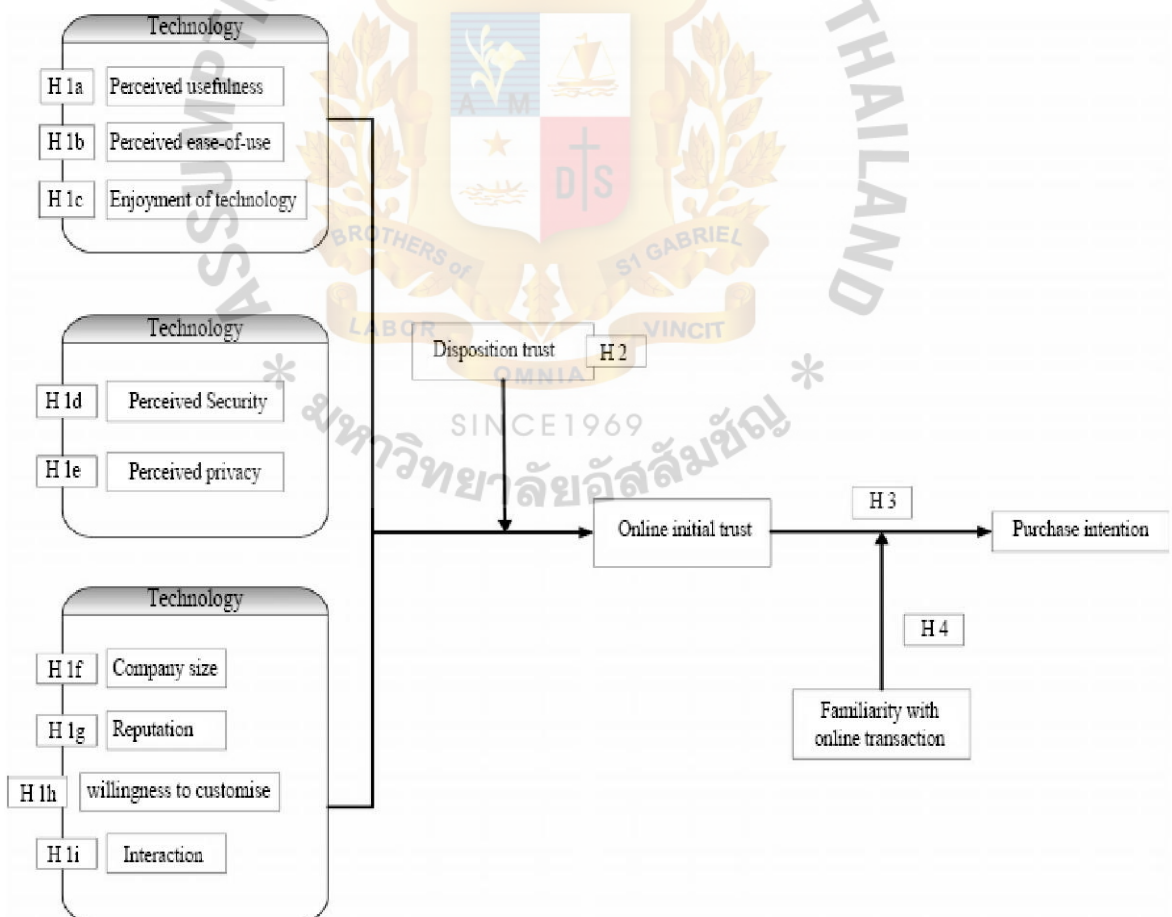 Technology
H 1a Perceived usefulness
H 1b Perceived ease-of-use
H 1c Enjoyment of technology
Technology
H 1d Perceived Security
H 1e Perceived privacy
Technology
H 1f Company size
H 1g Reputation
H 1h willingness to customise
H 1i Interaction
Disposition trust H 2
Online initial trust
H 3
Purchase intention
H 4
Familiarity with
online transaction
ASSUMPTIO
THAILAND
A M
D S
BROTHERS of
S1 GABRIEL
LABOR
VINCIT
OMNIA
SINCE1969
* มหาวิทยาลัยอัสสัมชัญ *